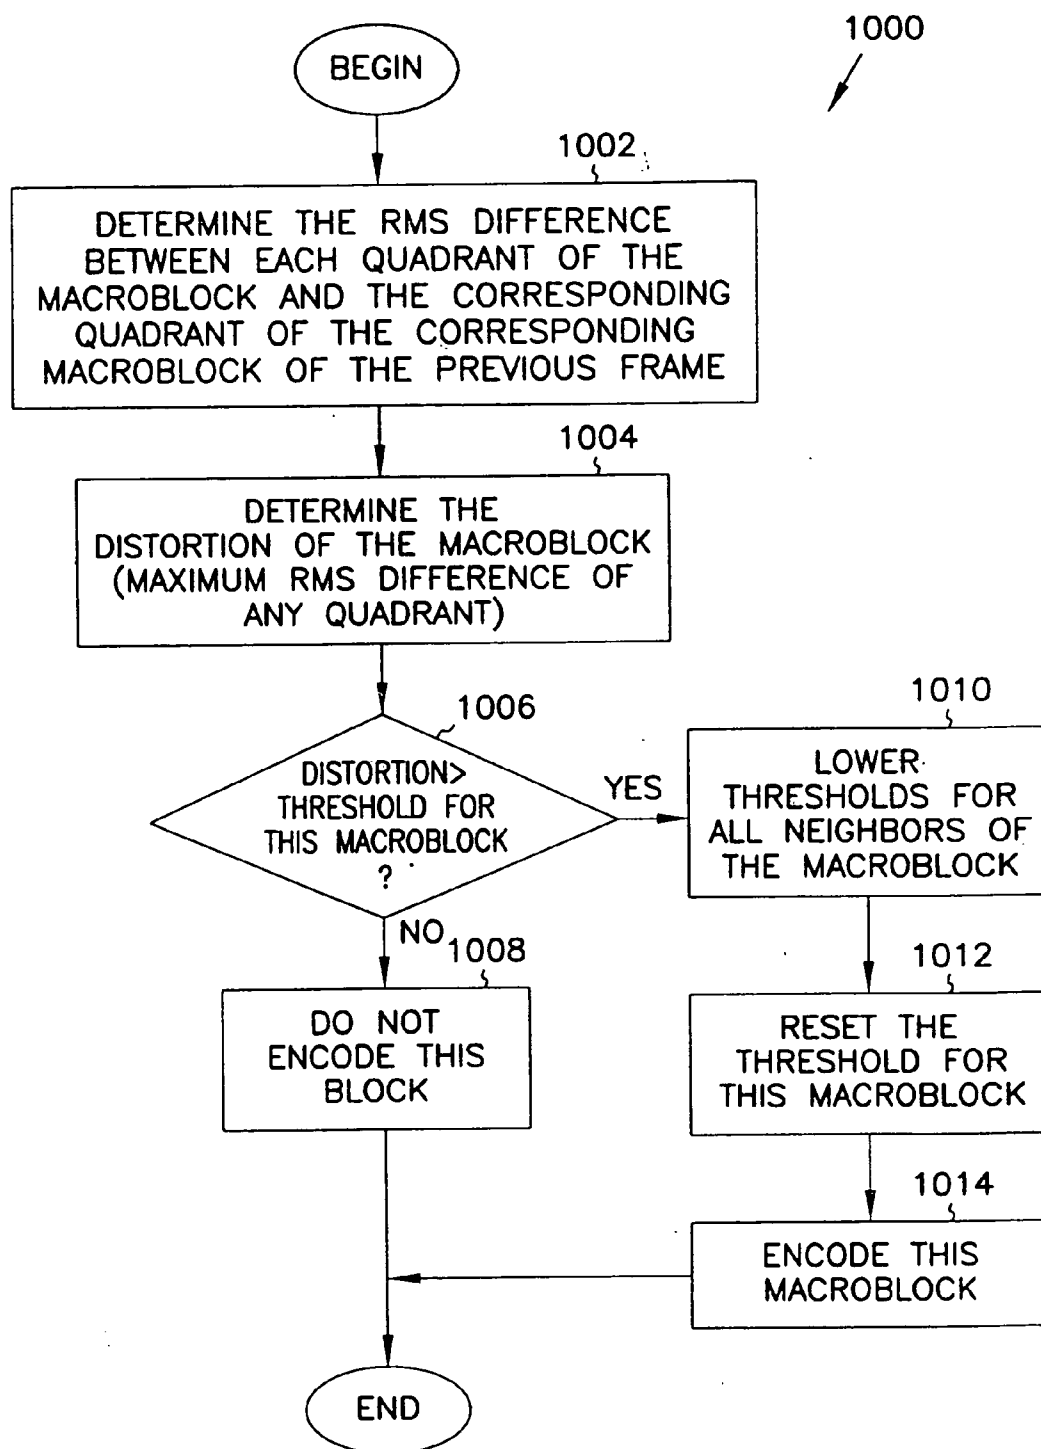 1000
BEGIN
1002
DETERMINE THE RMS DIFFERENCE
BETWEEN EACH QUADRANT OF THE
MACROBLOCK AND THE CORRESPONDING
QUADRANT OF THE CORRESPONDING
MACROBLOCK OF THE PREVIOUS FRAME
1004
DETERMINE THE
DISTORTION OF THE MACROBLOCK
(MAXIMUM RMS DIFFERENCE OF
ANY QUADRANT)
1006
DISTORTION>
THRESHOLD FOR
THIS MACROBLOCK
?
YES
1010
LOWER
THRESHOLDS FOR
ALL NEIGHBORS OF
THE MACROBLOCK
NO
1008
DO NOT
ENCODE THIS
BLOCK
1012
RESET THE
THRESHOLD FOR
THIS MACROBLOCK
1014
ENCODE THIS
MACROBLOCK
END